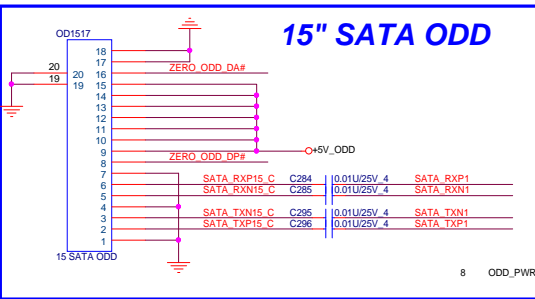 15" SATA ODD
OD1517
18
17
20 20 16 ZERO_ODD_DA#
19 19 15
14
13
12
11
10
9 +5V_ODD
8 ZERO_ODD_DP#
7
6 SATA_RXP15_C C284 0.01U/25V_4 SATA_RXP1
5 SATA_RXN15_C C285 0.01U/25V_4 SATA_RXN1
4
3 SATA_TXN15_C C295 0.01U/25V_4 SATA_TXN1
2 SATA_TXP15_C C296 0.01U/25V_4 SATA_TXP1
1
15 SATA ODD
8 ODD_PWR